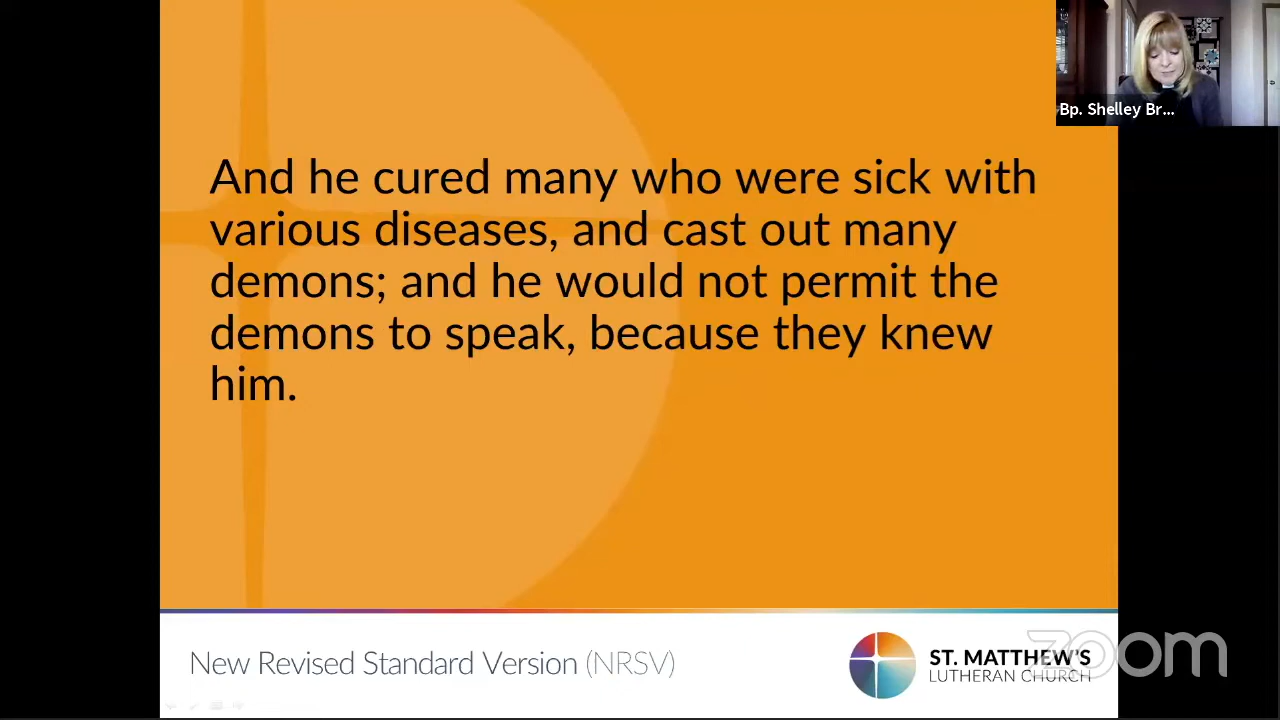 Bp. Shelley Br...
And he cured many who were sick with
various diseases, and cast out many
demons; and he would not permit the
demons to speak, because they knew
him.
New Revised Standard Version (NRSV)
ST. MATTHEW'S
LUTHERAN CHURCH
zoom